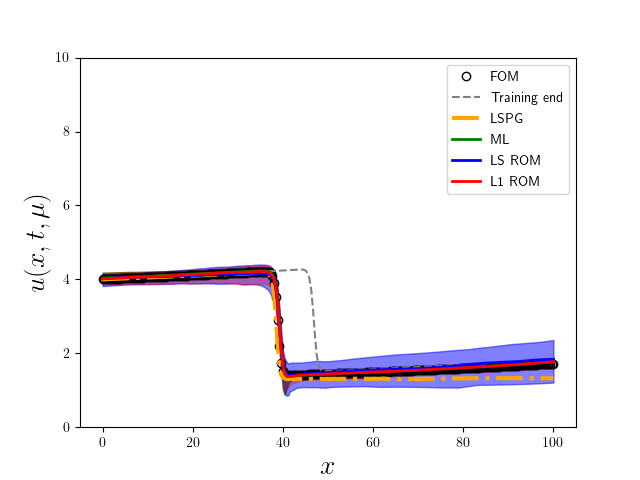 10
8
6
4
2
0
u(x, t, μ)
0 20 40 60 80 100
x
FOM
Training end
LSPG
ML
LS ROM
L1 ROM